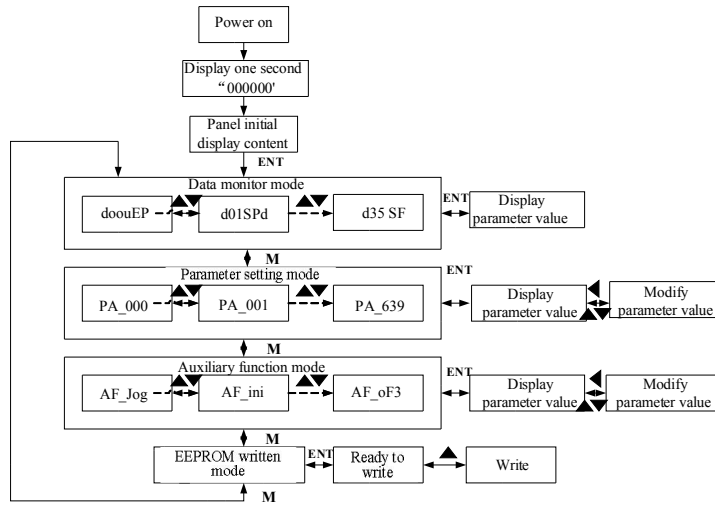 Power on
Display one second
“000000'
Panel initial
display content
ENT
Data monitor mode
doouEP
d01SPd
d35 SF
ENT
Display
parameter value
M
Parameter setting mode
PA_000
PA_001
PA_639
ENT
Display
parameter value
Modify
parameter value
M
Auxiliary function mode
AF_Jog
AF_ini
AF_oF3
ENT
Display
parameter value
Modify
parameter value
M
EEPROM written
mode
ENT
Ready to
write
Write
M